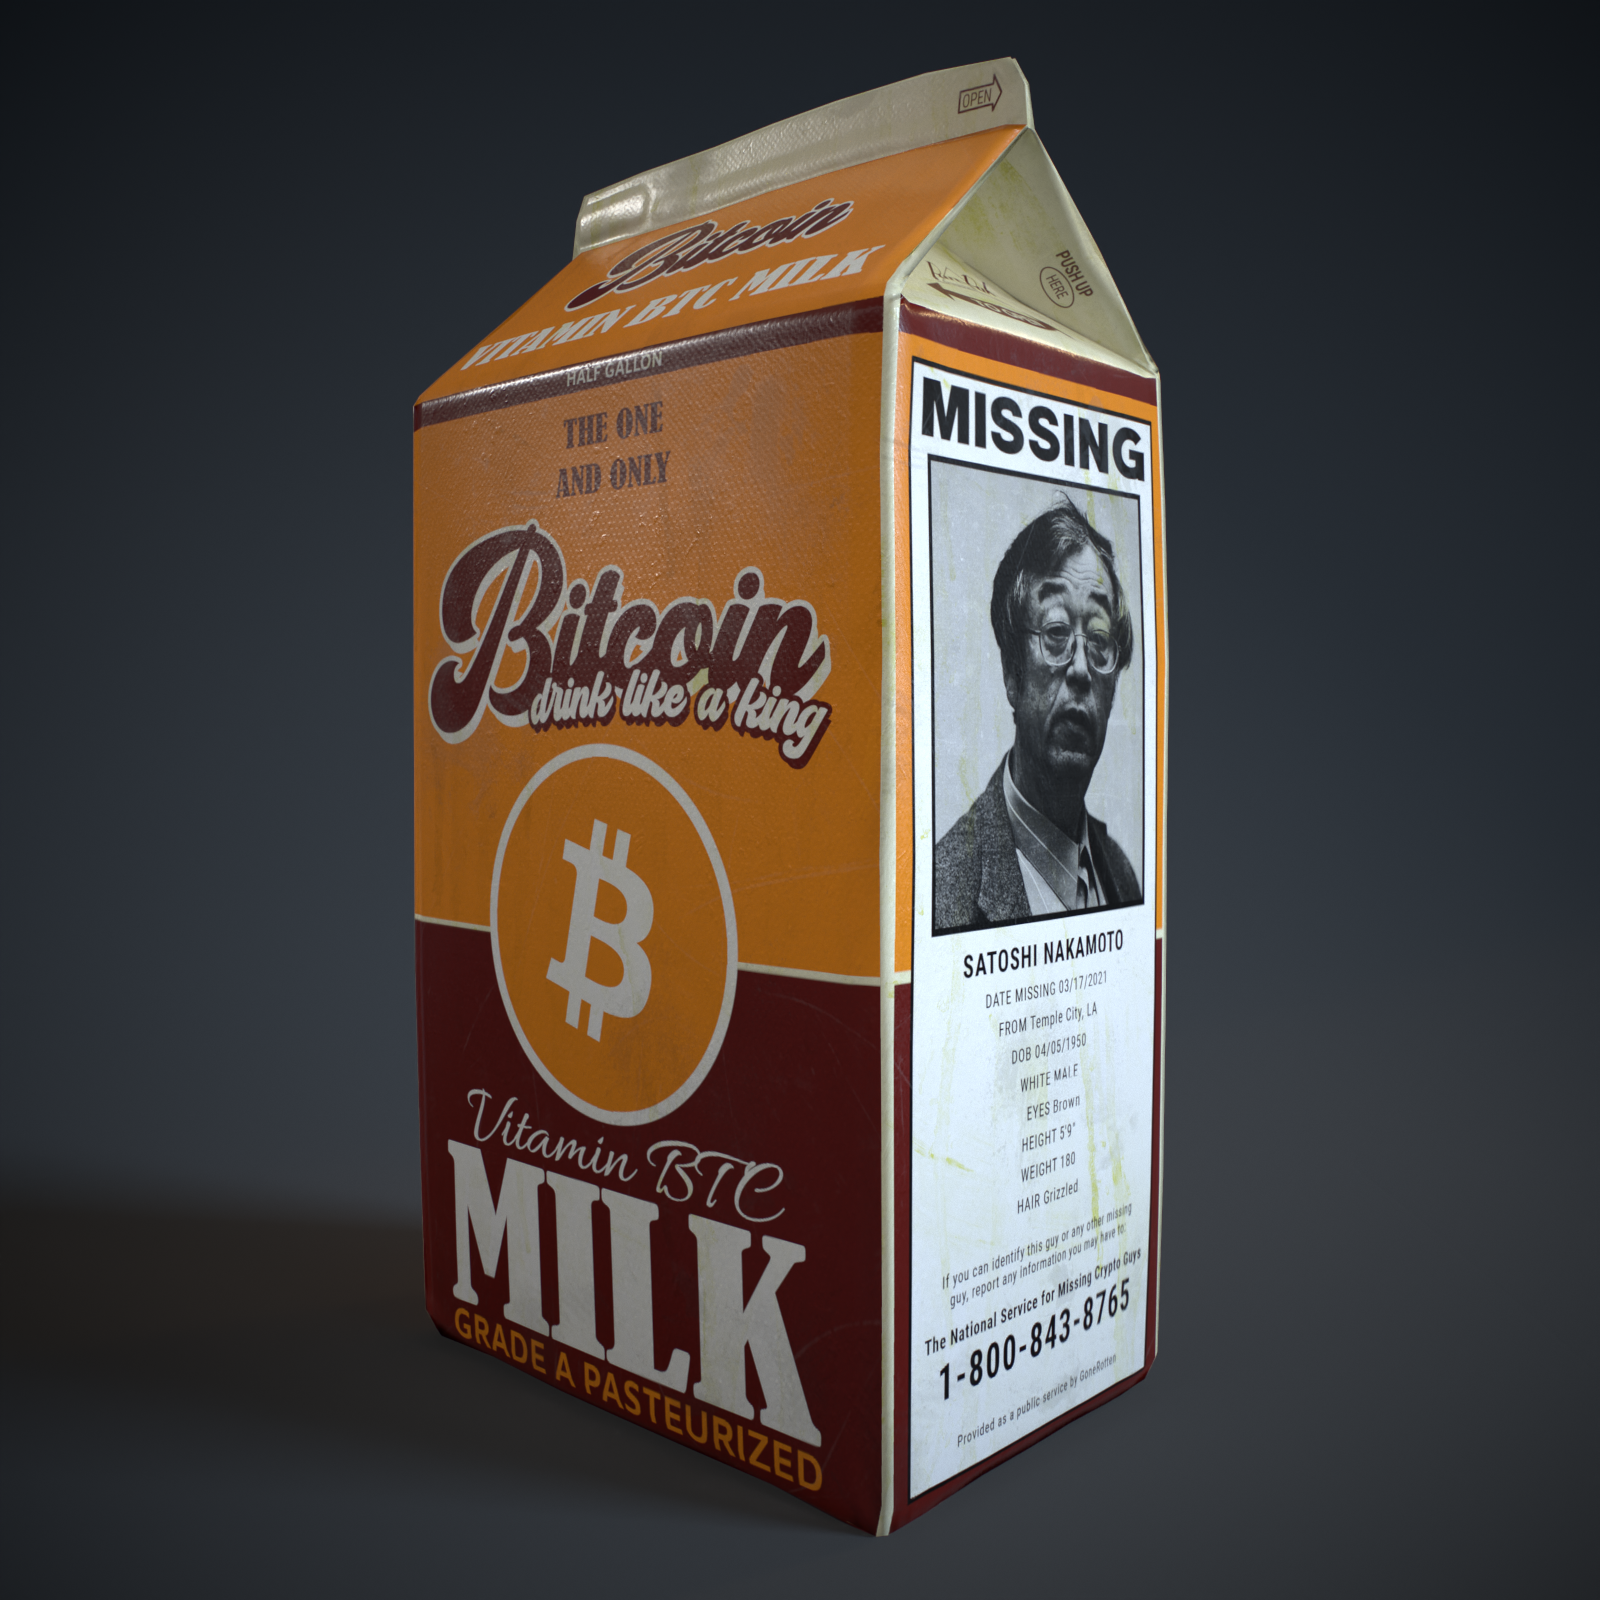 OPEN
Bitcoin
VITAMIN BTC MILK
HALF GALLON
THE ONE
AND ONLY
Bitcoin
drink like a king
Vitamin BTC
MILK
GRADE A PASTEURIZED
PUSH UP
HERE
MISSING
SATOSHI NAKAMOTO
DATE MISSING 03/17/2021
FROM Temple City, LA
DOB 04/05/1950
WHITE MALE
EYES Brown
HEIGHT 5'9"
WEIGHT 180
HAIR Grizzled
If you can identify this guy or any other missing
guy, report any information you may have to:
The National Service for Missing Crypto Guys
1-800-843-8765
Provided as a public service by GoneRotten